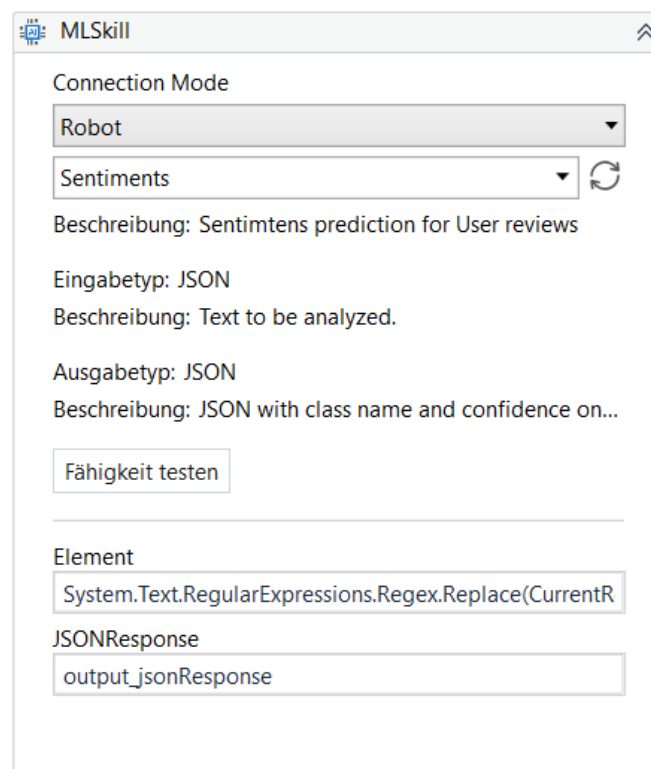 MLSkill
Connection Mode
Robot
Sentiments
Beschreibung: Sentimtens prediction for User reviews
Eingabetyp: JSON
Beschreibung: Text to be analyzed.
Ausgabetyp: JSON
Beschreibung: JSON with class name and confidence on...
Fähigkeit testen
Element
System.Text.RegularExpressions.Regex.Replace(CurrentR
JSONResponse
output_jsonResponse